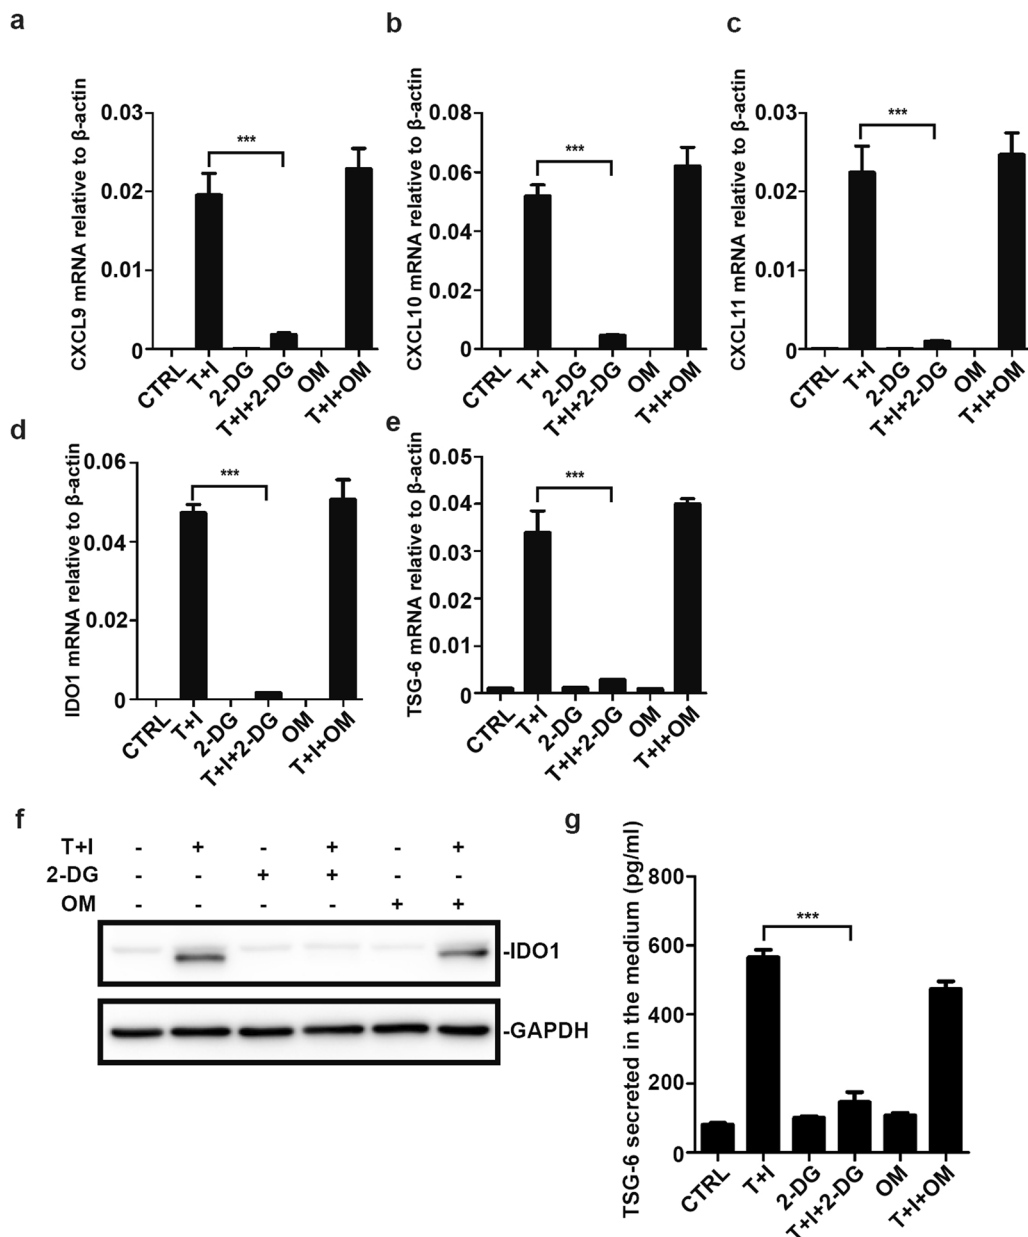 a
CXCL9 mRNA relative to β-actin
0.03
0.02
0.01
0
***
CTRL
T+I
2-DG
T+I+2-DG
OM
T+I+OM
b
CXCL10 mRNA relative to β-actin
0.08
0.06
0.04
0.02
0
***
CTRL
T+I
2-DG
T+I+2-DG
OM
T+I+OM
c
CXCL11 mRNA relative to β-actin
0.03
0.02
0.01
0
***
CTRL
T+I
2-DG
T+I+2-DG
OM
T+I+OM
d
IDO1 mRNA relative to β-actin
0.06
0.04
0.02
0
***
CTRL
T+I
2-DG
T+I+2-DG
OM
T+I+OM
e
TSG-6 mRNA relative to β-actin
0.05
0.04
0.03
0.02
0.01
0
***
CTRL
T+I
2-DG
T+I+2-DG
OM
T+I+OM
f
T+I - + - + - +
2-DG - - + + - -
OM - - - - + +
-IDO1
-GAPDH
g
TSG-6 secreted in the medium (pg/ml)
800
600
400
200
0
***
CTRL
T+I
2-DG
T+I+2-DG
OM
T+I+OM